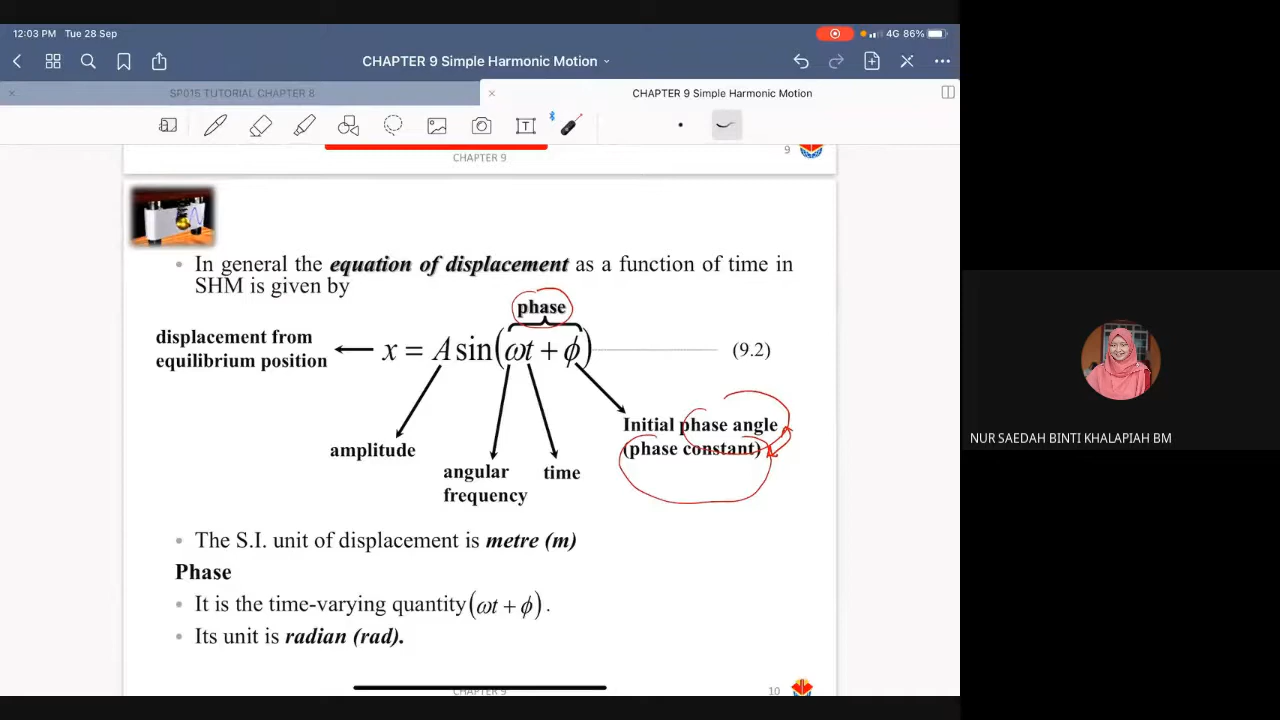 12:03 PM Tue 28 Sep
4G 86%
CHAPTER 9 Simple Harmonic Motion
SP015 TUTORIAL CHAPTER 8
CHAPTER 9 Simple Harmonic Motion
CHAPTER 9
9
• In general the equation of displacement as a function of time in
SHM is given by
phase
displacement from
equilibrium position
x = A sin(ωt + ϕ)
(9.2)
Initial phase angle
(phase constant)
amplitude
angular
frequency
time
NUR SAEDAH BINTI KHALAPIAH BM
• The S.I. unit of displacement is metre (m)
Phase
• It is the time-varying quantity (ωt + ϕ).
• Its unit is radian (rad).
CHAPTER 9
10